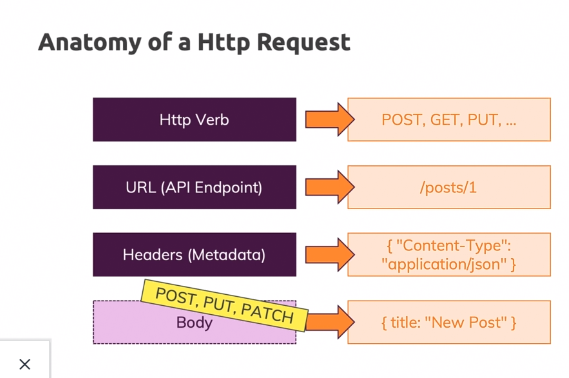 Anatomy of a Http Request
Http Verb
POST, GET, PUT, ...
URL (API Endpoint)
/posts/1
Headers (Metadata)
{ "Content-Type":
"application/json" }
POST, PUT, PATCH
Body
{ title: "New Post" }